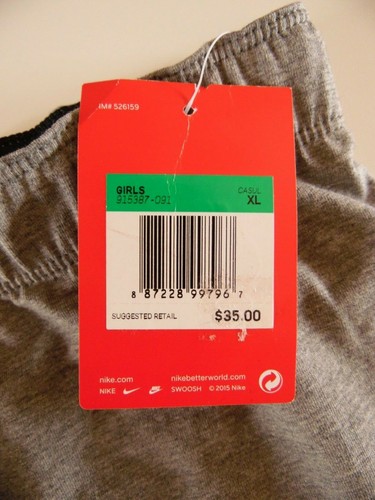 IM# 526159
GIRLS
915387-091
CASUL
XL
8 87228 99796 7
SUGGESTED RETAIL $35.00
nike.com nikebetterworld.com
NIKE SWOOSH © 2015 Nike